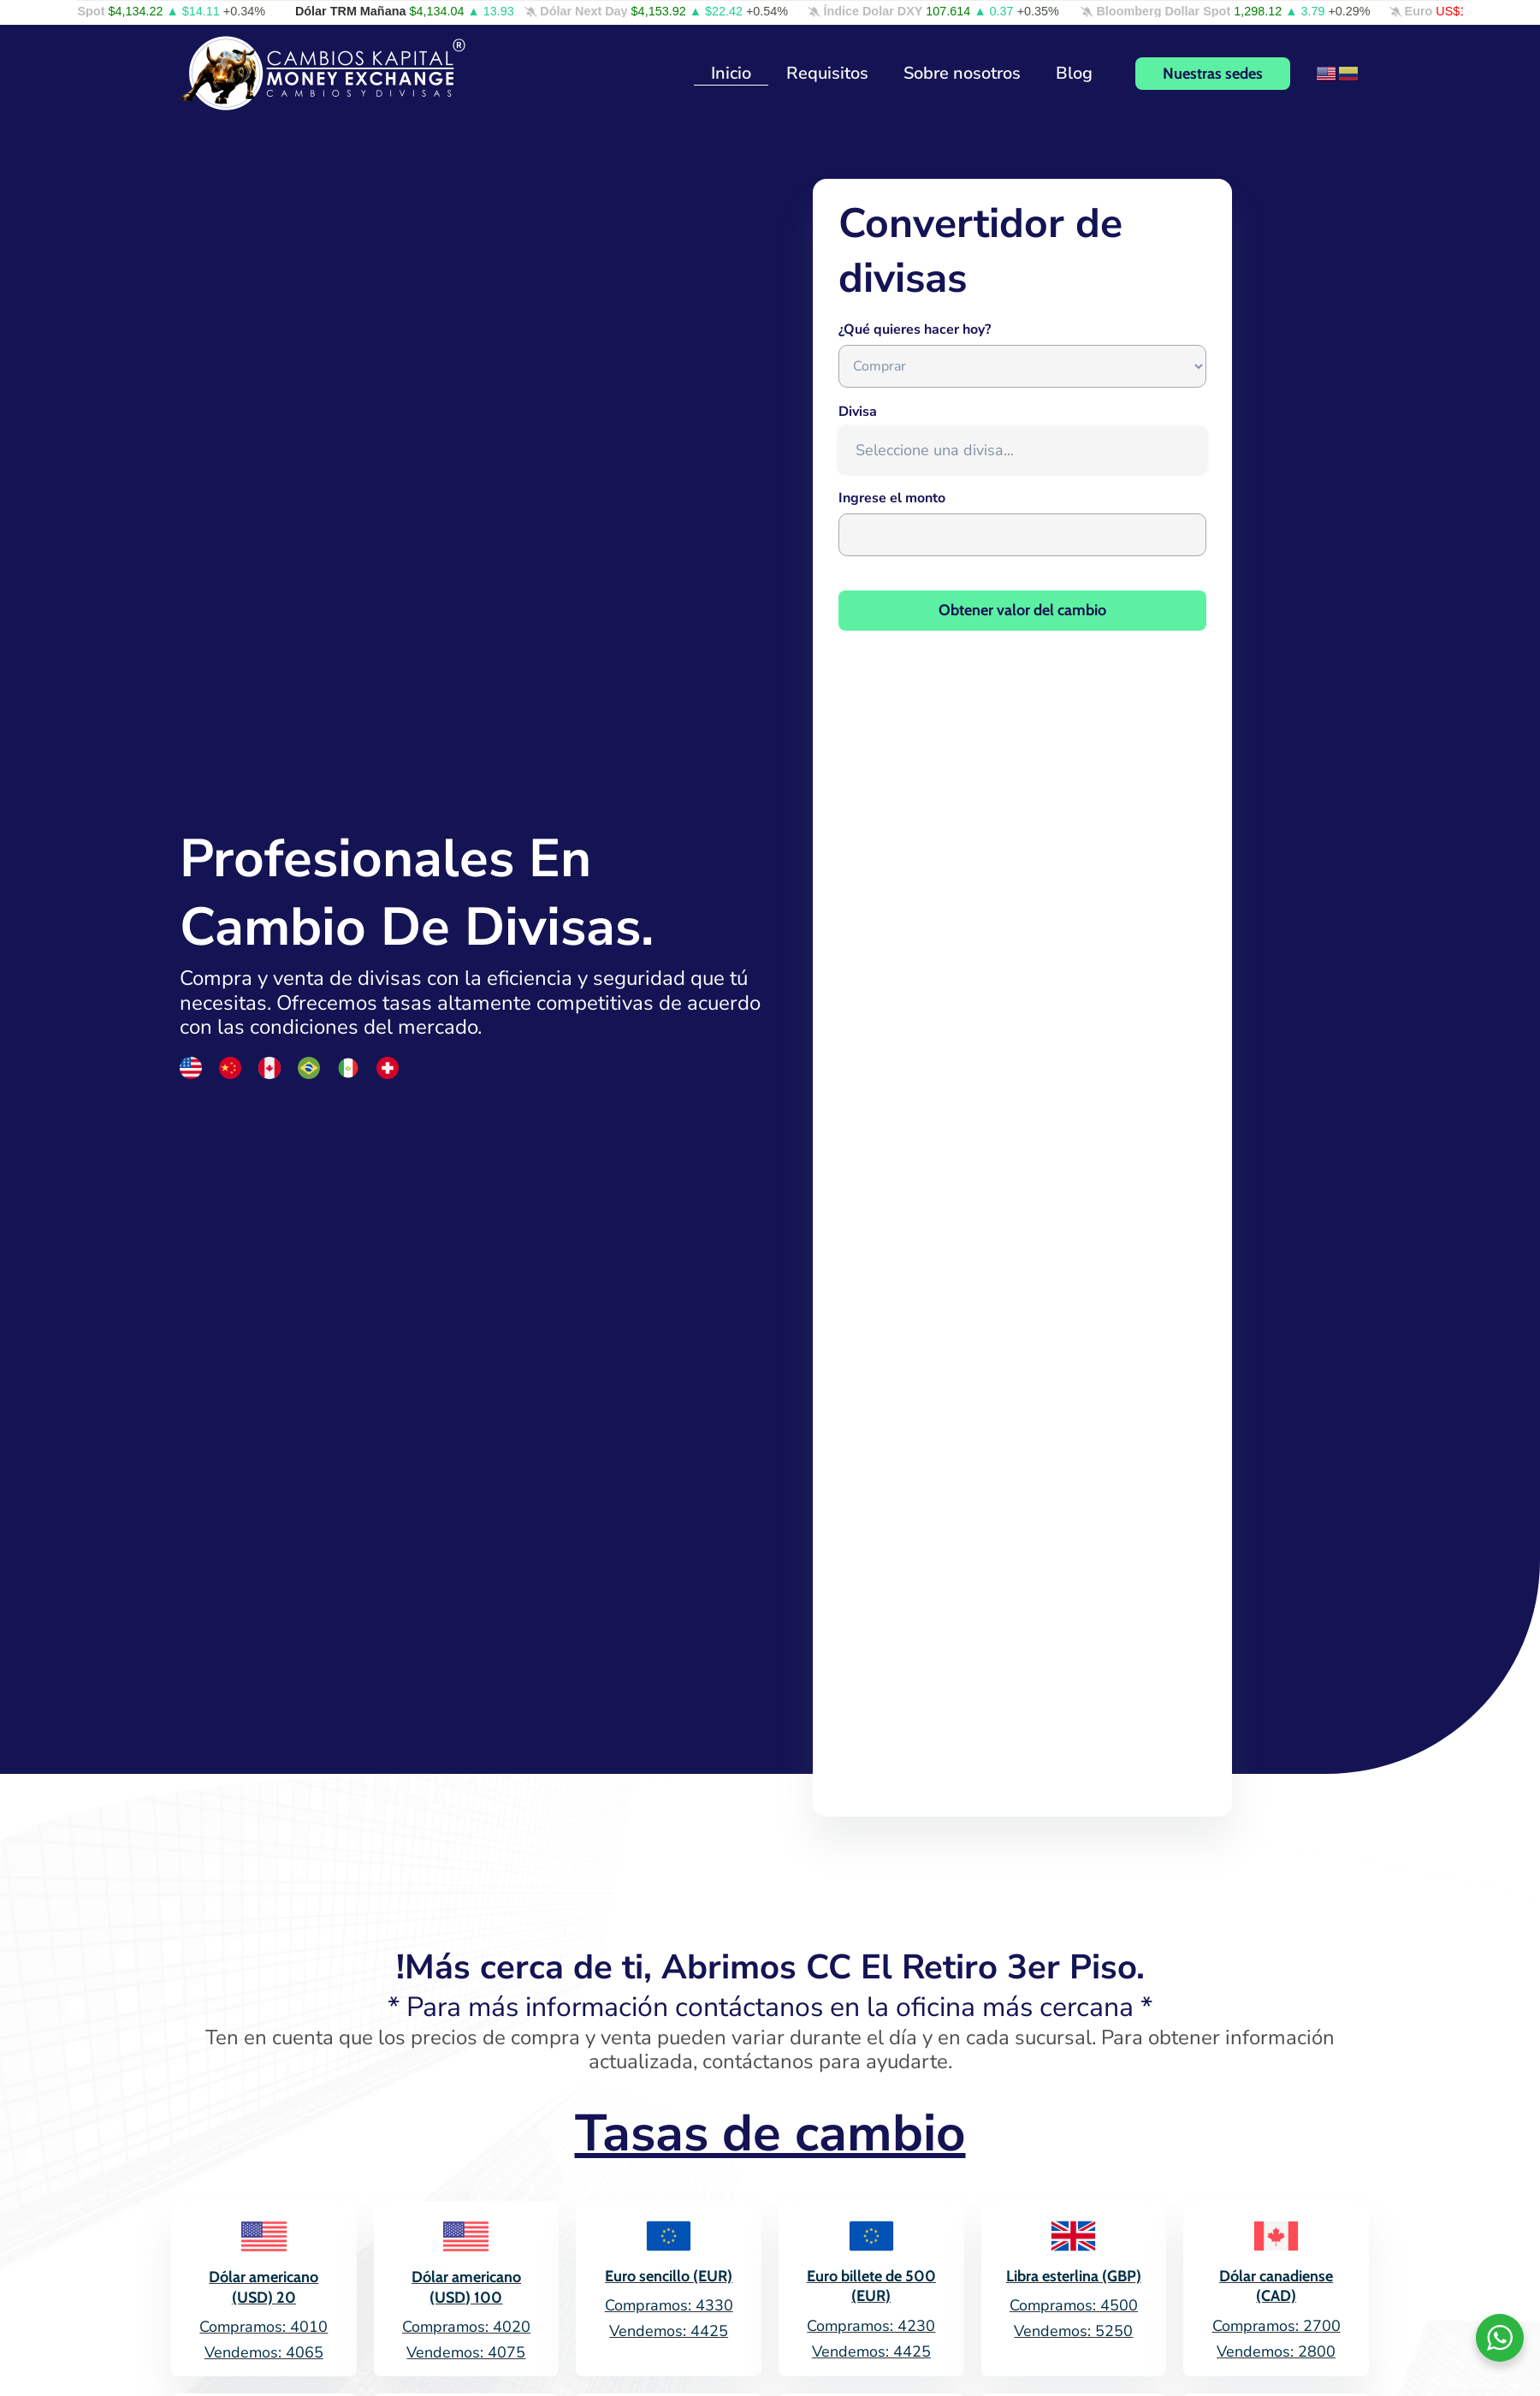 Spot $4,134.22 ▲ $14.11 +0.34% Dólar TRM Mañana $4,134.04 ▲ 13.93 Dólar Next Day $4,153.92 ▲ $22.42 +0.54% Índice Dolar DXY 107.614 ▲ 0.37 +0.35% Bloomberg Dollar Spot 1,298.12 ▲ 3.79 +0.29% Euro
CAMBIOS KAPITAL ®
MONEY EXCHANGE
CAMBIOS Y DIVISAS
Inicio Requisitos Sobre nosotros Blog Nuestras sedes
Convertidor de
divisas
¿Qué quieres hacer hoy?
Comprar
Divisa
Seleccione una divisa...
Ingrese el monto
Obtener valor del cambio
Profesionales En
Cambio De Divisas.
Compra y venta de divisas con la eficiencia y seguridad que tú
necesitas. Ofrecemos tasas altamente competitivas de acuerdo
con las condiciones del mercado.
!Más cerca de ti, Abrimos CC El Retiro 3er Piso.
* Para más información contáctanos en la oficina más cercana *
Ten en cuenta que los precios de compra y venta pueden variar durante el día y en cada sucursal. Para obtener información
actualizada, contáctanos para ayudarte.
Tasas de cambio
Dólar americano
(USD) 20
Compramos: 4010
Vendemos: 4065
Dólar americano
(USD) 100
Compramos: 4020
Vendemos: 4075
Euro sencillo (EUR)
Compramos: 4330
Vendemos: 4425
Euro billete de 500
(EUR)
Compramos: 4230
Vendemos: 4425
Libra esterlina (GBP)
Compramos: 4500
Vendemos: 5250
Dólar canadiense
(CAD)
Compramos: 2700
Vendemos: 2800